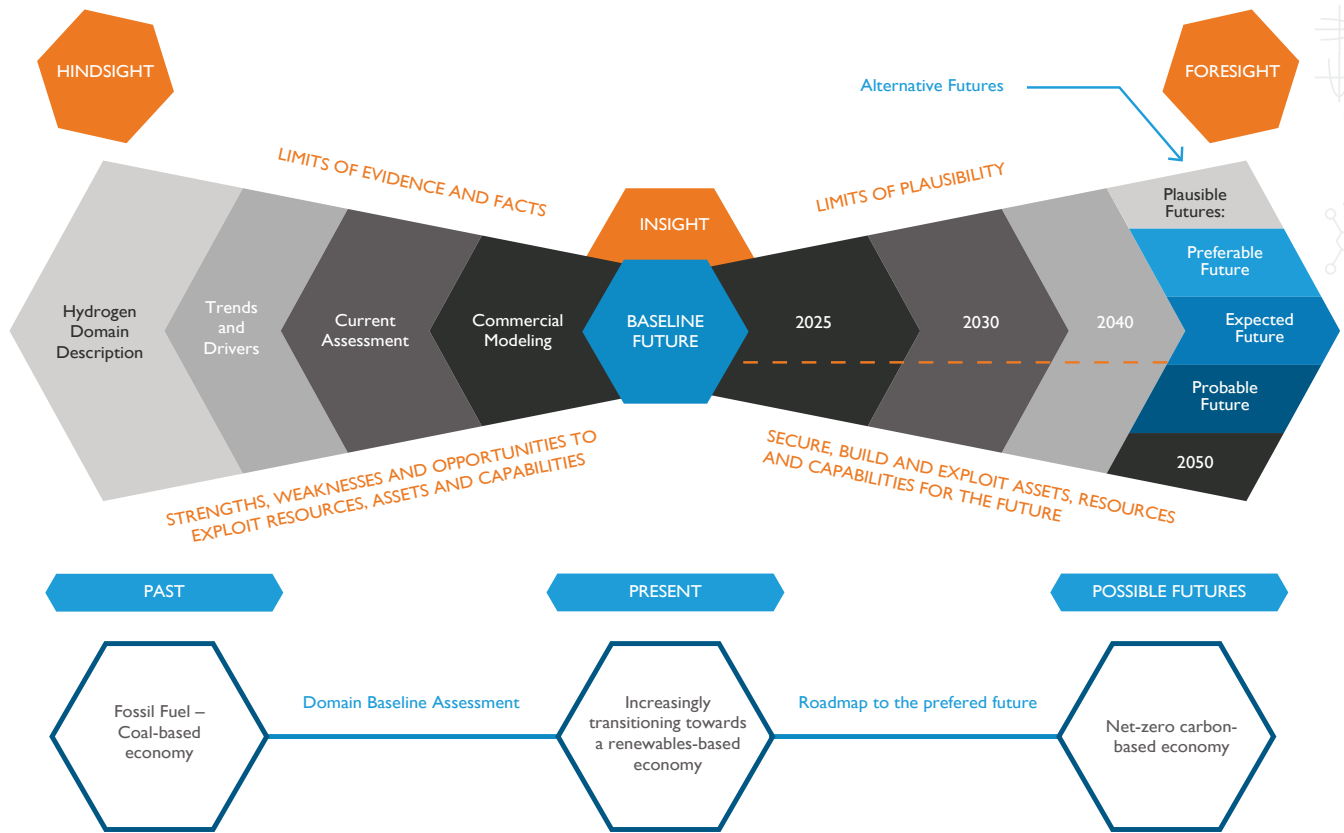 HINDSIGHT
FORESIGHT
Alternative Futures
LIMITS OF EVIDENCE AND FACTS
LIMITS OF PLAUSIBILITY
INSIGHT
Hydrogen
Domain
Description
Trends
and
Drivers
Current
Assessment
Commercial
Modeling
BASELINE
FUTURE
2025
2030
2040
Plausible
Futures:
Preferable
Future
Expected
Future
Probable
Future
2050
STRENGTHS, WEAKNESSES AND OPPORTUNITIES TO
EXPLOIT RESOURCES, ASSETS AND CAPABILITIES
SECURE, BUILD AND EXPLOIT ASSETS, RESOURCES
AND CAPABILITIES FOR THE FUTURE
PAST
PRESENT
POSSIBLE FUTURES
Fossil Fuel –
Coal-based
economy
Domain Baseline Assessment
Increasingly
transitioning towards
a renewables-based
economy
Roadmap to the prefered future
Net-zero carbon-
based economy